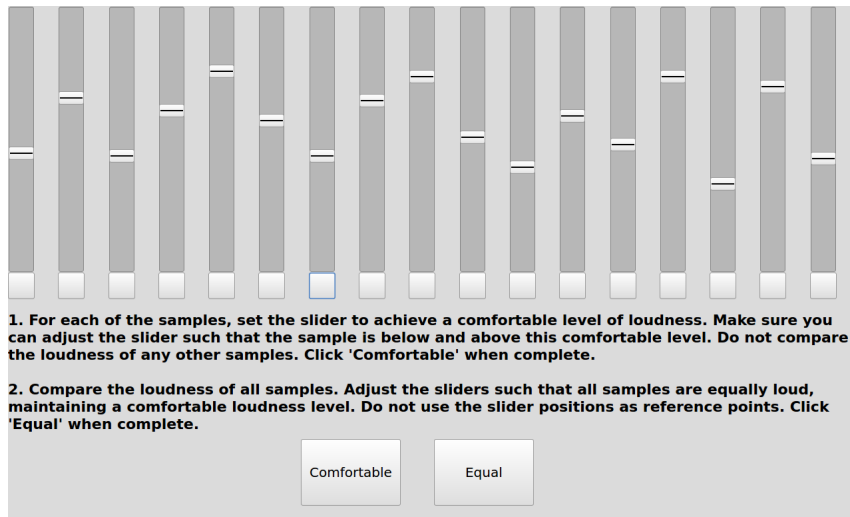 1. For each of the samples, set the slider to achieve a comfortable level of loudness. Make sure you
can adjust the slider such that the sample is below and above this comfortable level. Do not compare
the loudness of any other samples. Click 'Comfortable' when complete.
2. Compare the loudness of all samples. Adjust the sliders such that all samples are equally loud,
maintaining a comfortable loudness level. Do not use the slider positions as reference points. Click
'Equal' when complete.
Comfortable
Equal